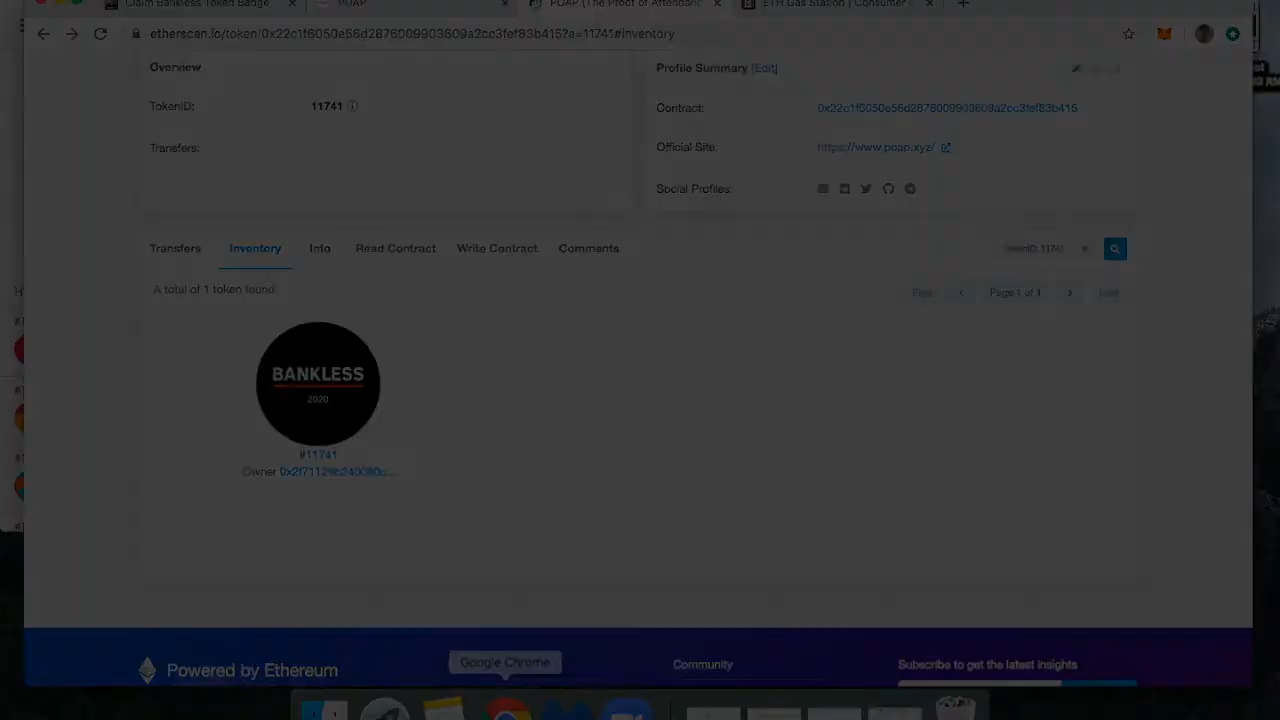 Claim Bankless Token Badge
POAP
POAP (The Proof of Attendanc
ETH Gas Station | Consumer
etherscan.io/token/0x22c1f6050e56d2876009903609a2cc3fef83b415?a=11741#inventory
Overview
Profile Summary [Edit]
TokenID:
11741
Contract:
0x22c1f6050e56d2876009903609a2cc3fef83b415
Transfers:
Official Site:
https://www.poap.xyz/
Social Profiles:
Transfers
Inventory
Info
Read Contract
Write Contract
Comments
tokenID: 11741
A total of 1 token found
First
Page 1 of 1
Last
BANKLESS
2020
#11741
Owner
Powered by Ethereum
Google Chrome
Community
Subscribe to get the latest insights